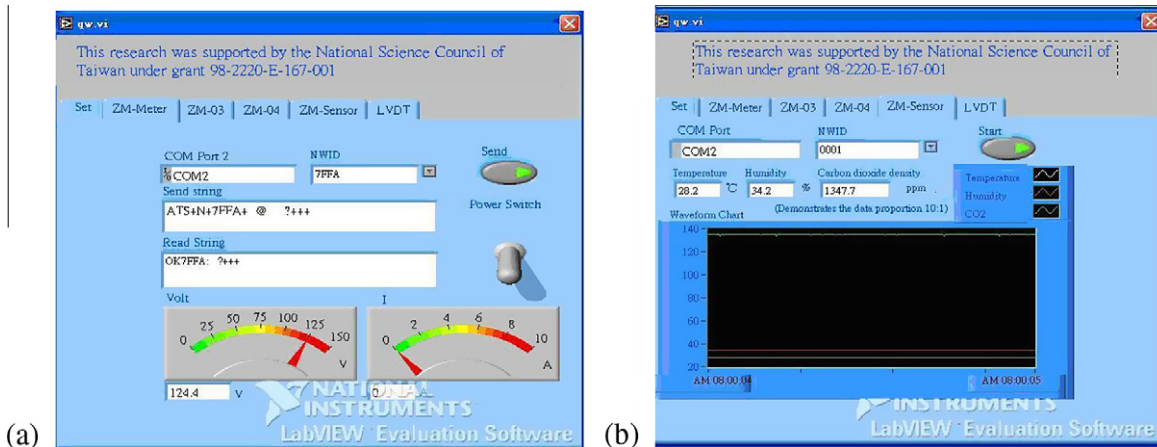 qw.vi
This research was supported by the National Science Council of
Taiwan under grant 98-2220-E-167-001
Set ZM-Meter ZM-03 ZM-04 ZM-Sensor LVDT
COM Port 2 NWID Send
COM2 7FFA
Send string
ATS+N+7FFA+ @ ?+++ Power Switch
Read String
OK7FFA: ?+++
Volt I
0 25 50 75 100 125 150 V
0 2 4 6 8 10 A
124.4 V 0
NATIONAL
INSTRUMENTS
LabVIEW Evaluation Software
(a)
qw.vi
This research was supported by the National Science Council of
Taiwan under grant 98-2220-E-167-001
Set ZM-Meter ZM-03 ZM-04 ZM-Sensor LVDT
COM Port NWID Start
COM2 0001
Temperature Humidity Carbon dioxide density
28.2 °C 34.2 % 1347.7 ppm
Temperature
Humidity
CO2
Waveform Chart (Demonstrates the data proportion 10:1)
140
120
100
80
60
40
20
AM 08:00:04 AM 08:00:05
INSTRUMENTS
LabVIEW Evaluation Software
(b)